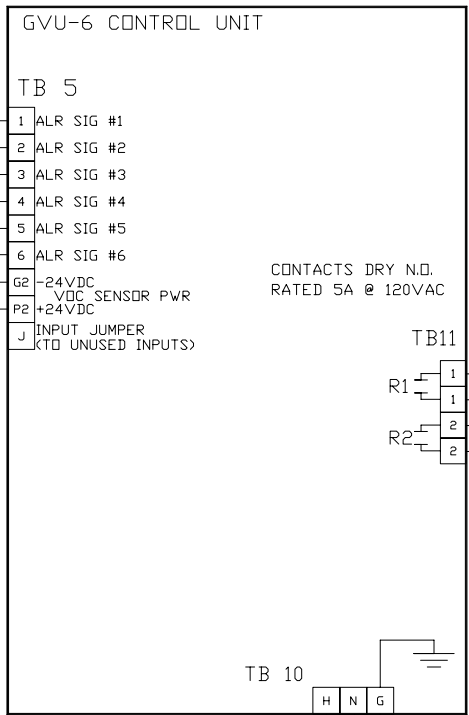 GVU-6 CONTROL UNIT
TB 5
1 ALR SIG #1
2 ALR SIG #2
3 ALR SIG #3
4 ALR SIG #4
5 ALR SIG #5
6 ALR SIG #6
G2 -24VDC
VOC SENSOR PWR
P2 +24VDC
J INPUT JUMPER
(TO UNUSED INPUTS)
CONTACTS DRY N.O.
RATED 5A @ 120VAC
TB11
R1 1
1
R2 2
2
TB 10
H N G